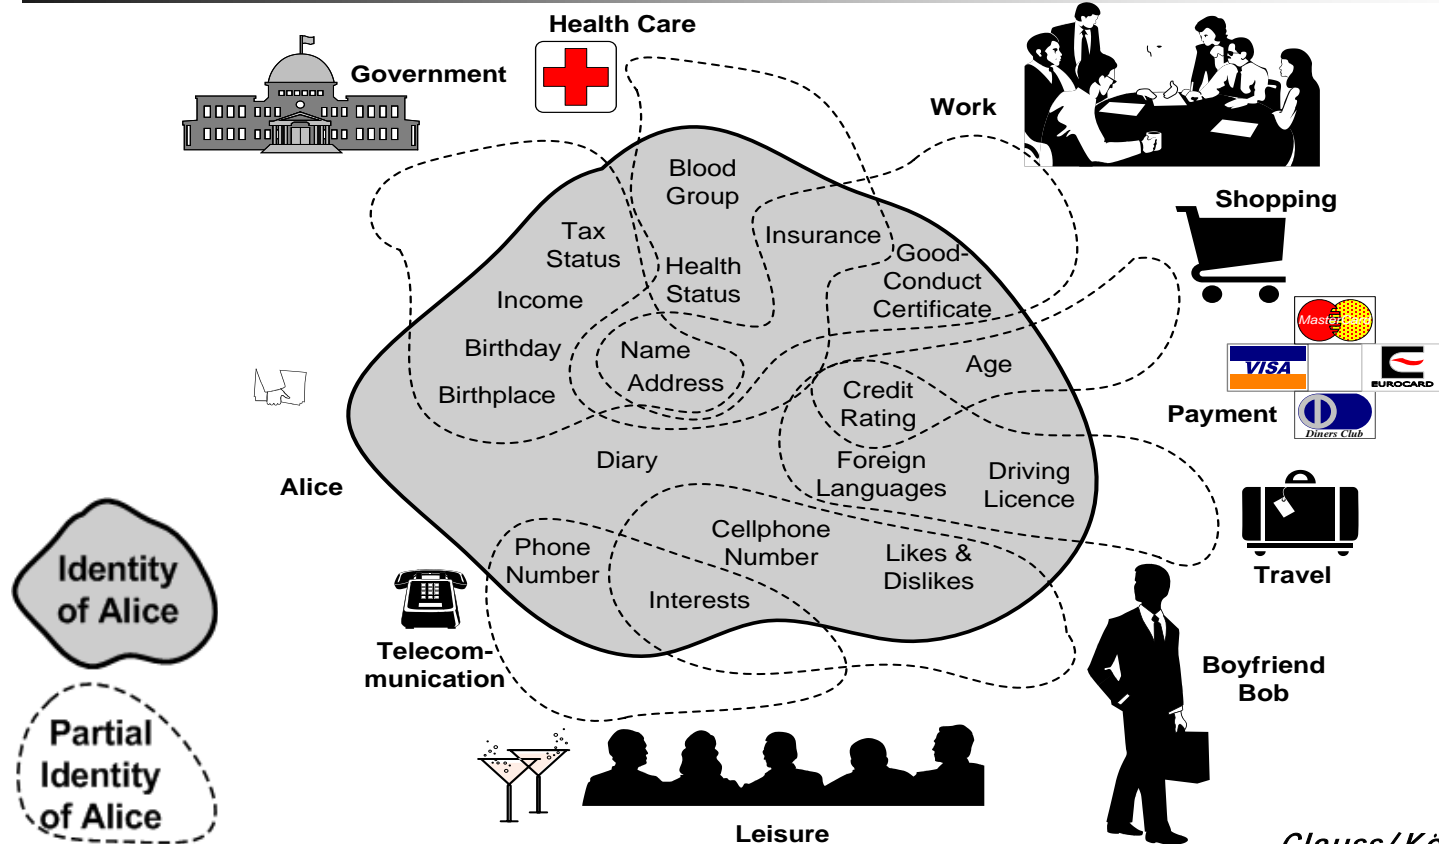 Health Care
Government
Work
Shopping
Blood
Group
Tax
Status
Insurance
Health
Status
Good-
Conduct
Certificate
Income
Birthday
Name
Address
Birthplace
Age
Credit
Rating
MasterCard
VISA
EUROCARD
Diners Club
Payment
Diary
Foreign
Languages
Driving
Licence
Alice
Cellphone
Number
Phone
Number
Likes &
Dislikes
Interests
Travel
Identity
of Alice
Telecom-
munication
Boyfriend
Bob
Partial
Identity
of Alice
Leisure